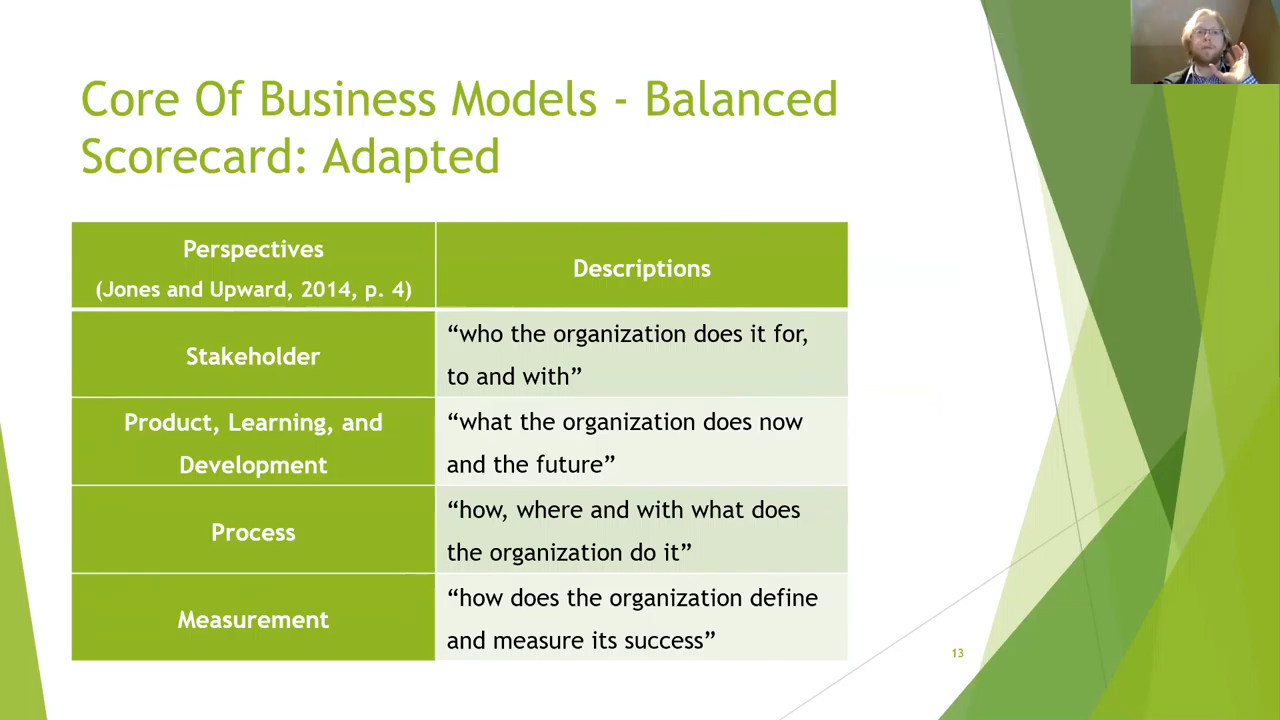 Core Of Business Models - Balanced
Scorecard: Adapted
Perspectives
(Jones and Upward, 2014, p. 4)
Descriptions
Stakeholder
“who the organization does it for,
to and with”
Product, Learning, and
Development
“what the organization does now
and the future”
Process
“how, where and with what does
the organization do it”
Measurement
“how does the organization define
and measure its success”
13